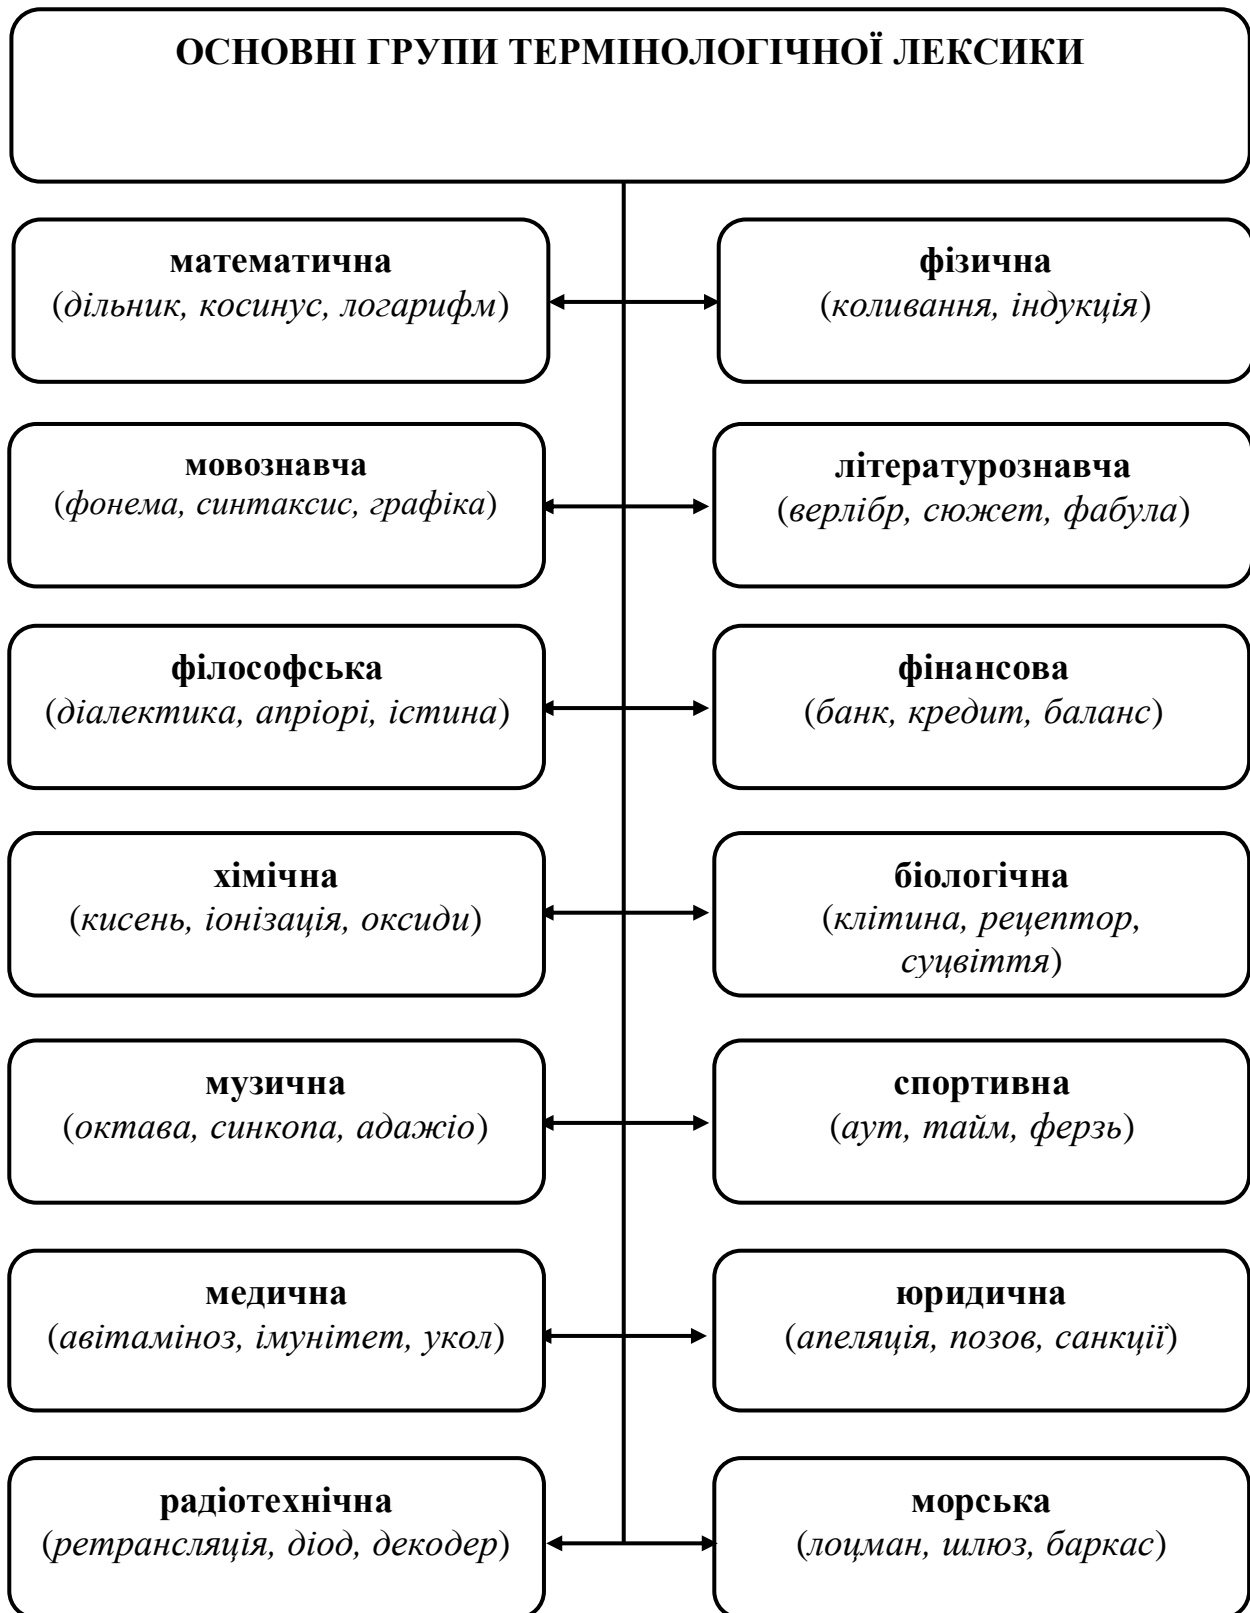 ОСНОВНІ ГРУПИ ТЕРМІНОЛОГІЧНОЇ ЛЕКСИКИ
математична
(дільник, косинус, логарифм)
фізична
(коливання, індукція)
мовознавча
(фонема, синтаксис, графіка)
літературознавча
(верлібр, сюжет, фабула)
філософська
(діалектика, апріорі, істина)
фінансова
(банк, кредит, баланс)
хімічна
(кисень, іонізація, оксиди)
біологічна
(клітина, рецептор,
суцвіття)
музична
(октава, синкопа, адажіо)
спортивна
(аут, тайм, ферзь)
медична
(авітаміноз, імунітет, укол)
юридична
(апеляція, позов, санкції)
радіотехнічна
(ретрансляція, діод, декодер)
морська
(лоцман, шлюз, баркас)